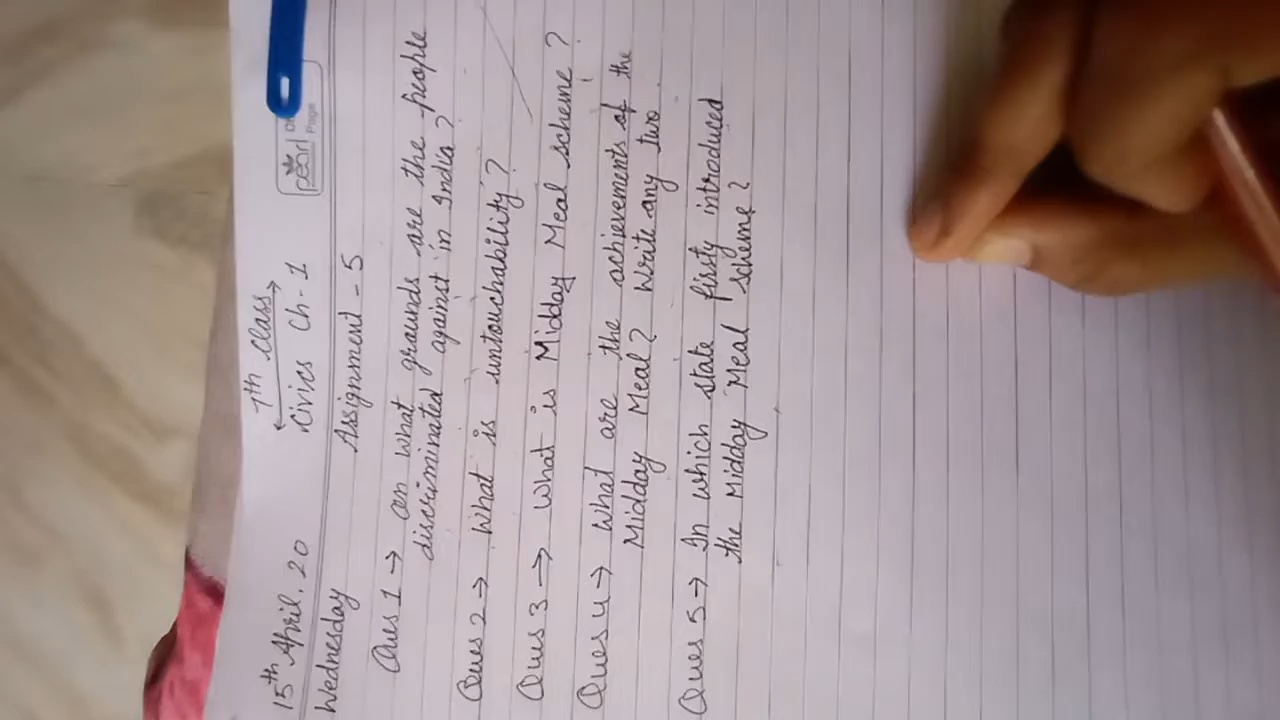 7th class
15th April, 20
Civics Ch-1
pearl
Page
Wednesday
Assignment - 5
Ques 1 → on what grounds are the people
discriminated against in India?
Ques 2 → What is untouchability?
Ques 3 → What is Midday Meal scheme?
Ques 4 → What are the achievements of the
Midday Meal? Write any two.
Ques 5 → In which state firsty introduced
the Midday Meal scheme?